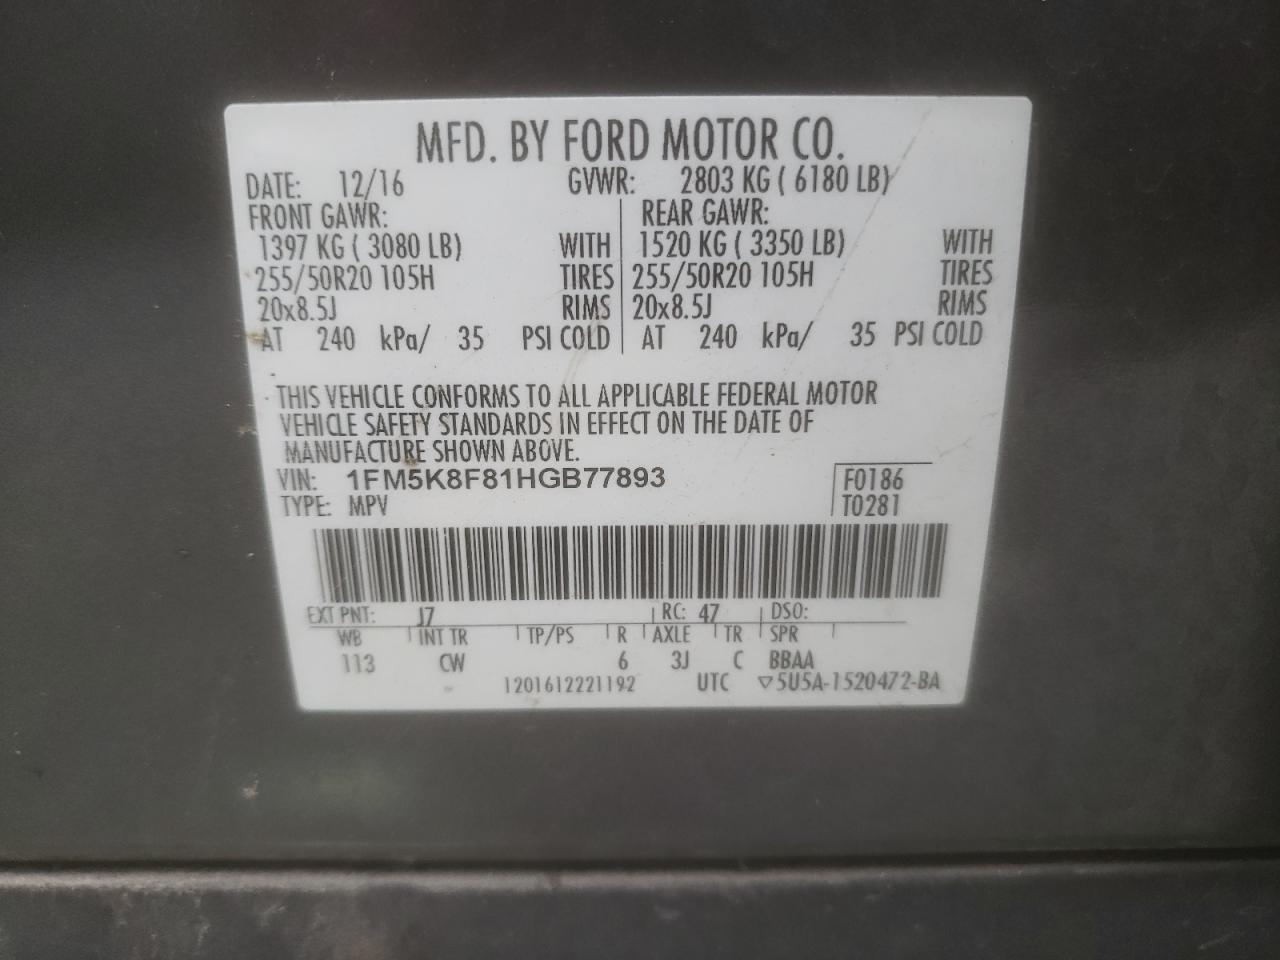 MFD. BY FORD MOTOR CO.
DATE: 12/16 GVWR: 2803 KG ( 6180 LB)
FRONT GAWR: REAR GAWR:
1397 KG ( 3080 LB) WITH 1520 KG ( 3350 LB) WITH
255/50R20 105H TIRES 255/50R20 105H TIRES
20x8.5J RIMS 20x8.5J RIMS
AT 240 kPa/ 35 PSI COLD AT 240 kPa/ 35 PSI COLD
THIS VEHICLE CONFORMS TO ALL APPLICABLE FEDERAL MOTOR
VEHICLE SAFETY STANDARDS IN EFFECT ON THE DATE OF
MANUFACTURE SHOWN ABOVE.
VIN: 1FM5K8F81HGB77893 F0186
TYPE: MPV T0281
EXT PNT: J7 RC: 47 DSO:
WB INT TR TP/PS R AXLE TR SPR
113 CW 6 3J C BBAA
1201612221192 UTC ▽5U5A-1520472-BA